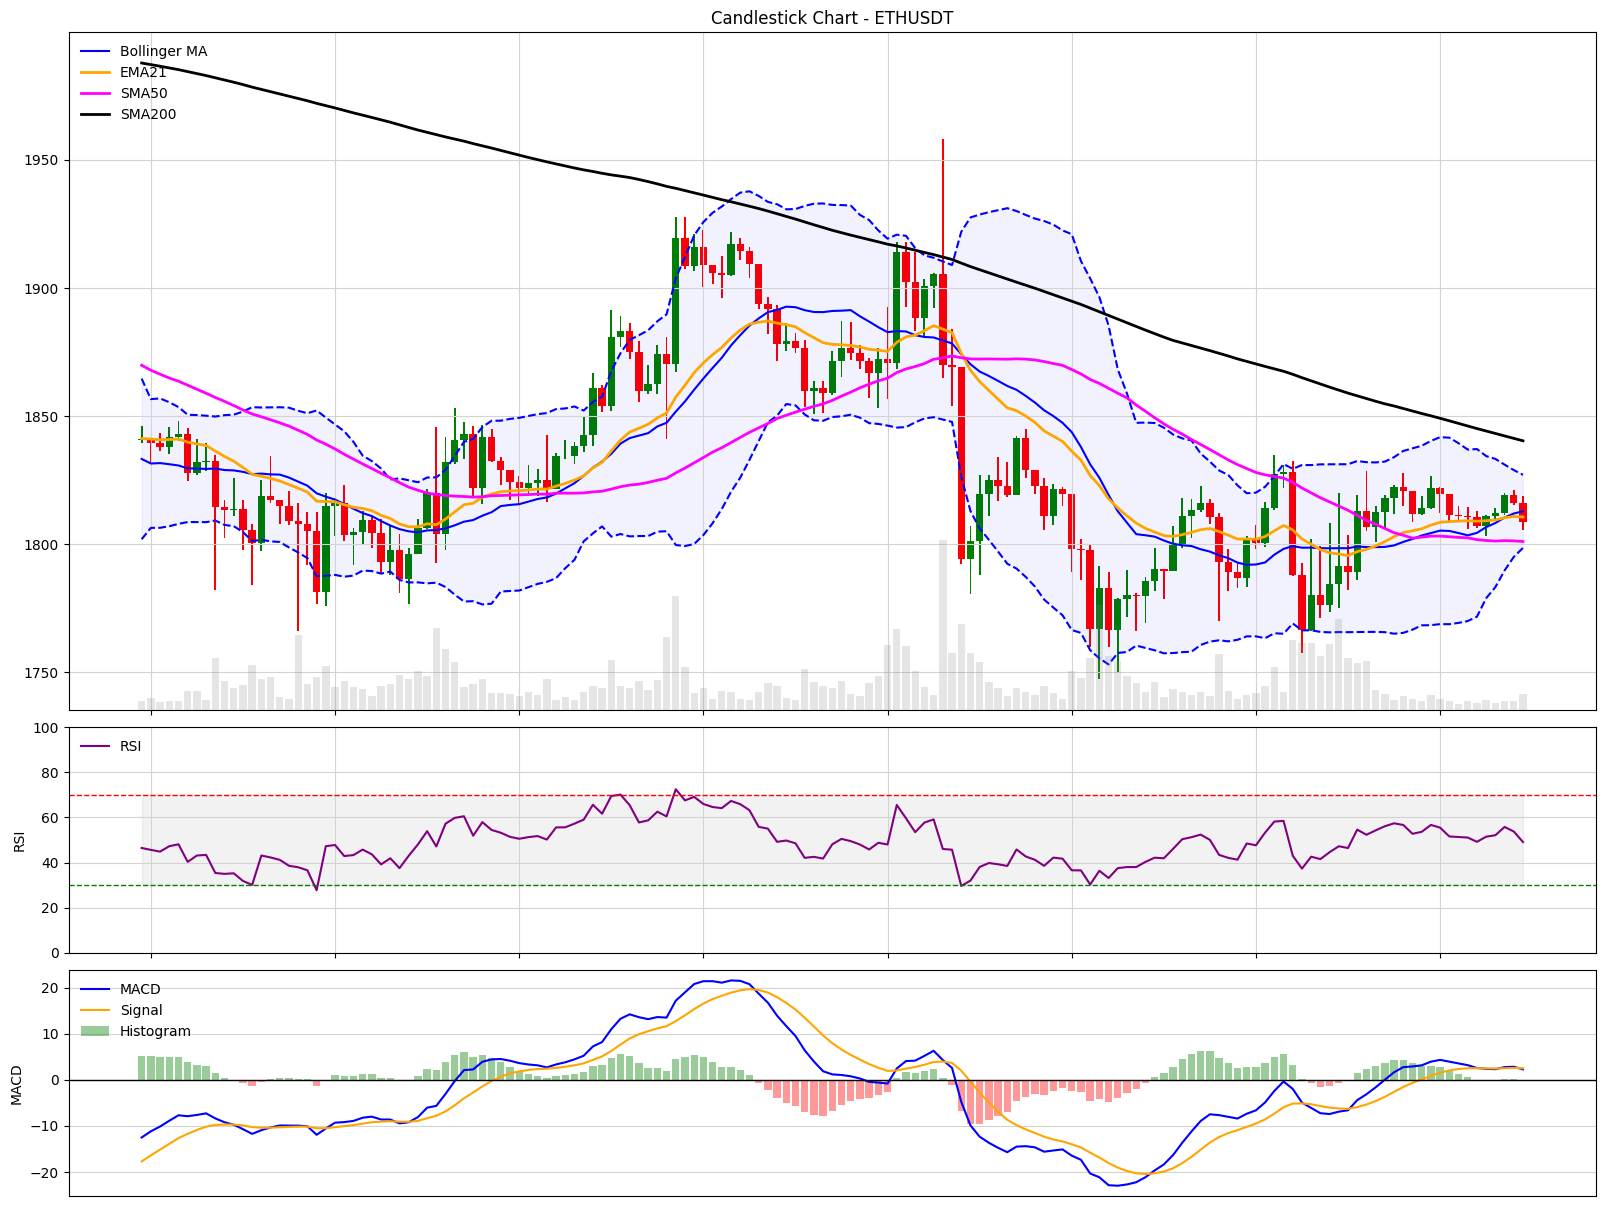 Candlestick Chart - ETHUSDT
Bollinger MA
EMA21
SMA50
SMA200
1950
1900
1850
1800
1750
RSI
100
80
60
40
20
0
RSI
MACD
Signal
Histogram
20
10
0
−10
−20
MACD